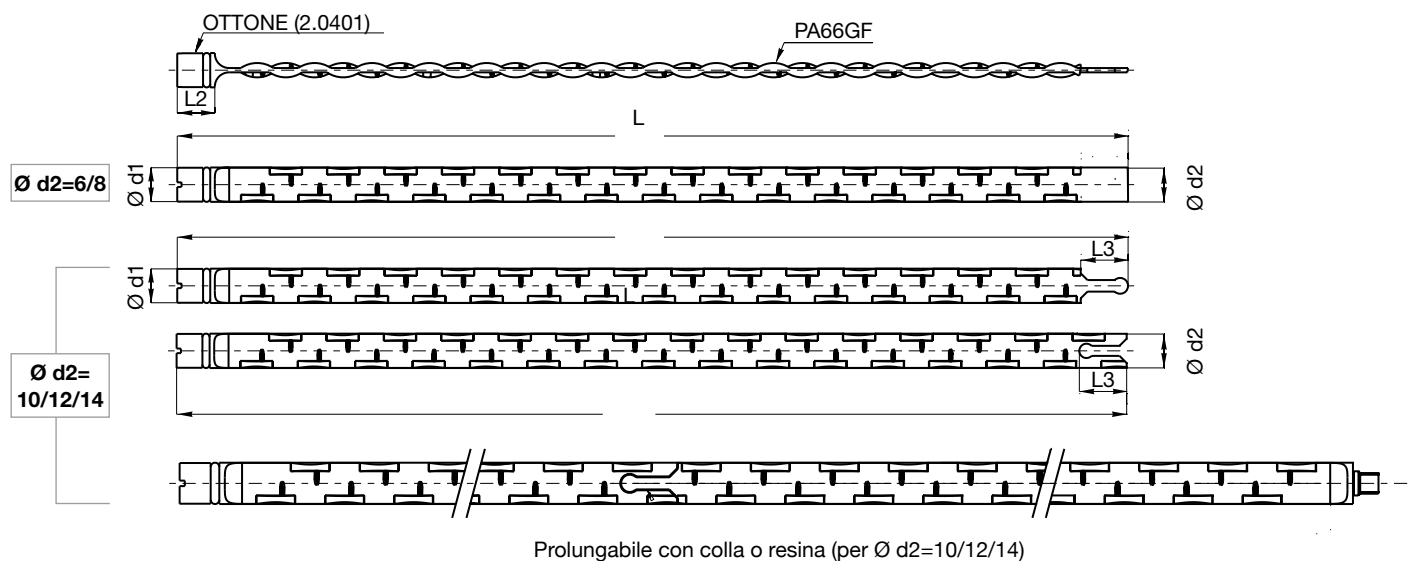 OTTONE (2.0401)
PA66GF
L2
L
Ø d2=6/8
Ø d1
Ø d2
L3
Ø d1
L
Ø d2
Ø d2=
10/12/14
L3
Prolungabile con colla o resina (per Ø d2=10/12/14)